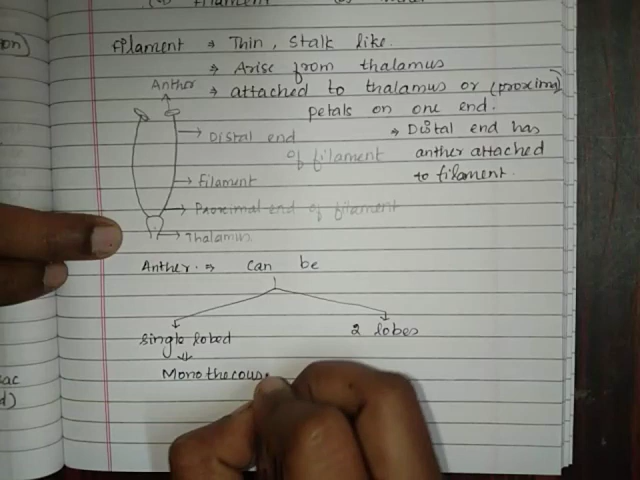 Filament → Thin, Stalk like.
→ Arise from thalamus
Anther → attached to thalamus or (proximal)
petals on one end.
→ Distal end → Distal end has
of filament anther attached
→ filament to filament.
→ Proximal end of filament
→ Thalamus
Anther → can be
single lobed 2 lobes
Monothecous